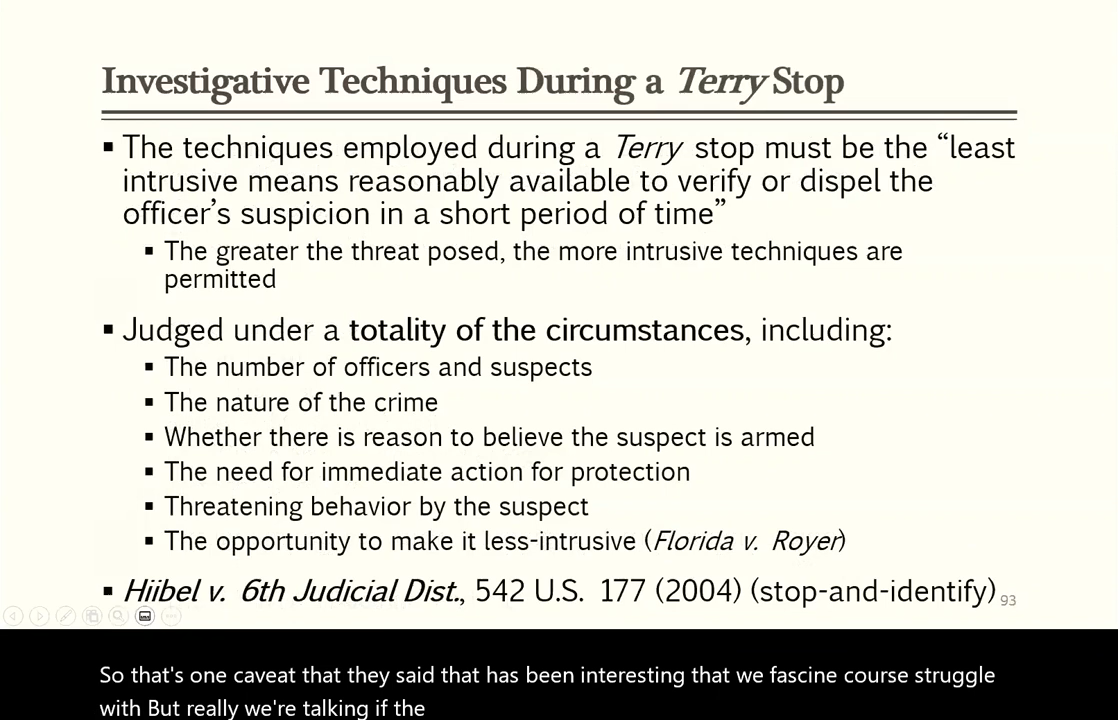 Investigative Techniques During a Terry Stop
▪ The techniques employed during a Terry stop must be the “least
intrusive means reasonably available to verify or dispel the
officer’s suspicion in a short period of time”
▪ The greater the threat posed, the more intrusive techniques are
permitted
▪ Judged under a totality of the circumstances, including:
▪ The number of officers and suspects
▪ The nature of the crime
▪ Whether there is reason to believe the suspect is armed
▪ The need for immediate action for protection
▪ Threatening behavior by the suspect
▪ The opportunity to make it less-intrusive (Florida v. Royer)
▪ Hiibel v. 6th Judicial Dist., 542 U.S. 177 (2004) (stop-and-identify)
93
So that's one caveat that they said that has been interesting that we fascine course struggle
with But really we're talking if the